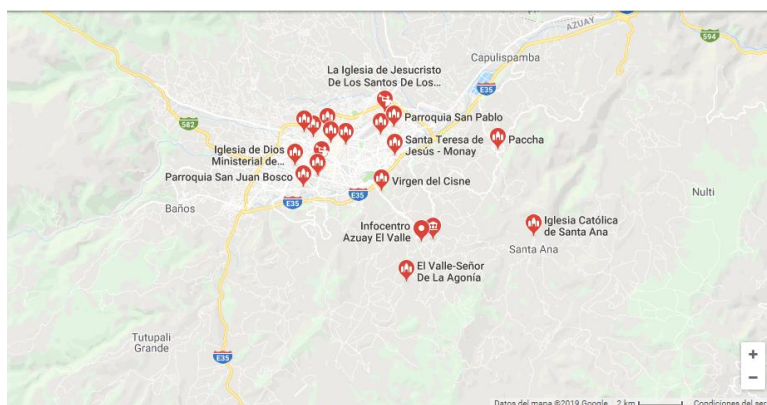 AZUAY
594
Capulispamba
La Iglesia de Jesucristo
De Los Santos De Los...
E35
582
Parroquia San Pablo
Santa Teresa de
Jesús - Monay
Paccha
Iglesia de Dios
Ministerial de...
Parroquia San Juan Bosco
Virgen del Cisne
E35
E35
Nulti
Baños
Infocentro
Azuay El Valle
Iglesia Católica
de Santa Ana
Santa Ana
El Valle-Señor
De La Agonía
Tutupali
Grande
E35
+
−
Datos del mapa ©2019 Google
2 km
Condiciones del ser